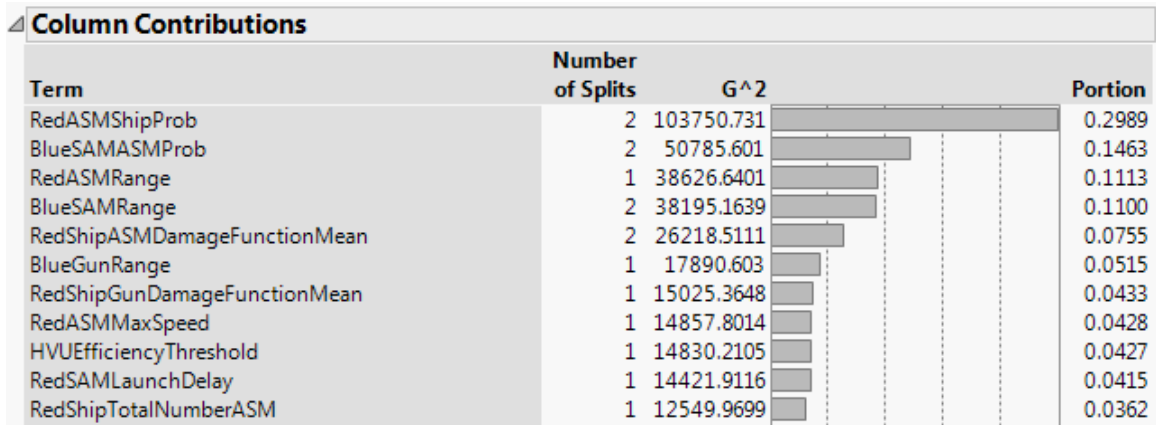 Column Contributions
Number
Term of Splits G^2 Portion
RedASMShipProb 2 103750.731 0.2989
BlueSAMASMProb 2 50785.601 0.1463
RedASMRange 1 38626.6401 0.1113
BlueSAMRange 2 38195.1639 0.1100
RedShipASMDamageFunctionMean 2 26218.5111 0.0755
BlueGunRange 1 17890.603 0.0515
RedShipGunDamageFunctionMean 1 15025.3648 0.0433
RedASMMaxSpeed 1 14857.8014 0.0428
HVUEfficiencyThreshold 1 14830.2105 0.0427
RedSAMLaunchDelay 1 14421.9116 0.0415
RedShipTotalNumberASM 1 12549.9699 0.0362